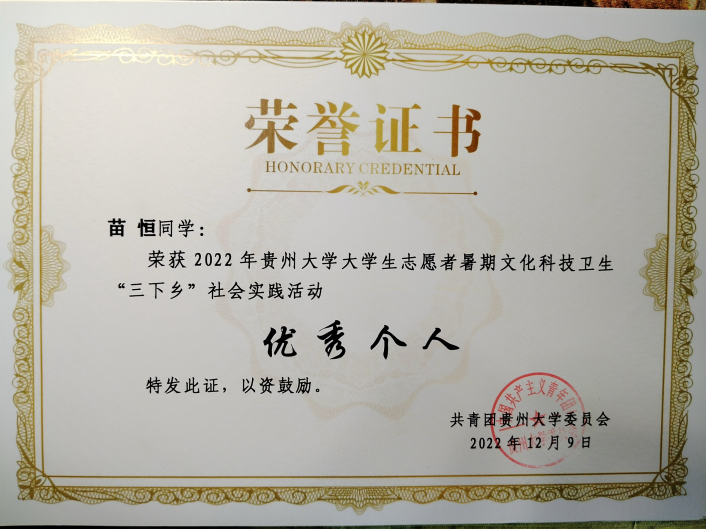 荣誉证书
HONORARY CREDENTIAL
苗 恒同学：
荣获 2022 年贵州大学大学生志愿者暑期文化科技卫生
“三下乡”社会实践活动
优秀个人
特发此证，以资鼓励。
共青团贵州大学委员会
2022 年 12 月 9 日